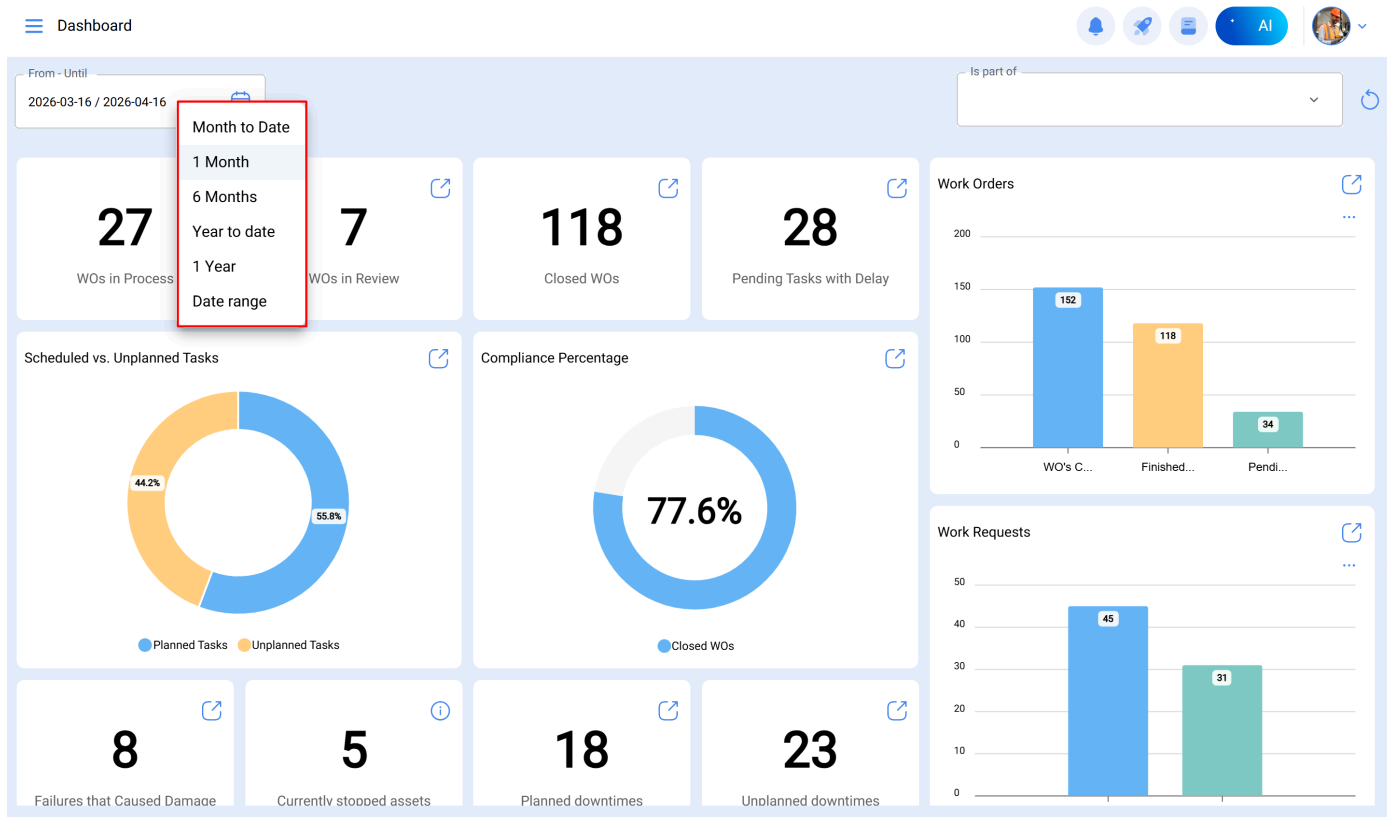 Dashboard
AI
From - Until
2026-03-16 / 2026-04-16
Is part of
Month to Date
1 Month
6 Months
Year to date
1 Year
Date range
27
WOs in Process
7
WOs in Review
118
Closed WOs
28
Pending Tasks with Delay
Work Orders
200
150
100
50
0
152
118
34
WO's C...
Finished...
Pendi...
Scheduled vs. Unplanned Tasks
44.2%
55.8%
Planned Tasks
Unplanned Tasks
Compliance Percentage
77.6%
Closed WOs
Work Requests
50
40
30
20
10
0
45
31
8
Failures that Caused Damage
5
Currently stopped assets
18
Planned downtimes
23
Unplanned downtimes